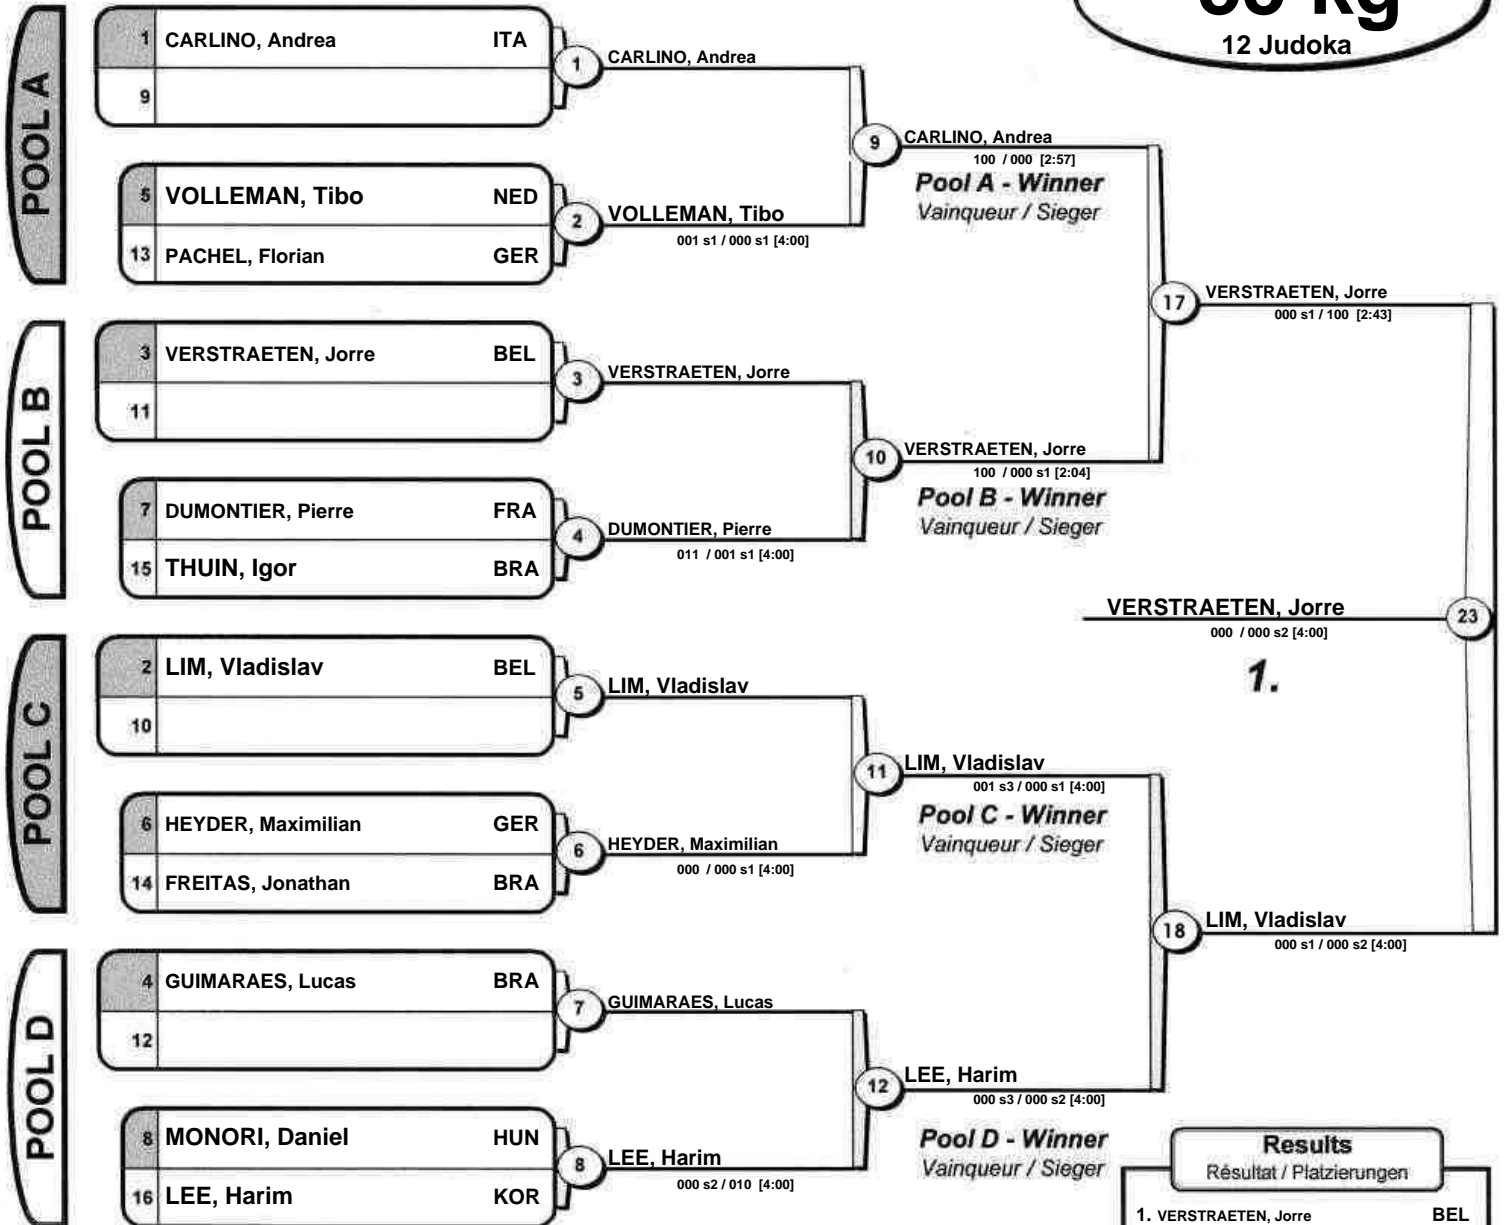 12 Judoka
POOL A
1 CARLINO, Andrea ITA
9
1 CARLINO, Andrea
5 VOLLEMAN, Tibo NED
13 PACHEL, Florian GER
2 VOLLEMAN, Tibo
001 s1 / 000 s1 [4:00]
9 CARLINO, Andrea
100 / 000 [2:57]
Pool A - Winner
Vainqueur / Sieger
POOL B
3 VERSTRAETEN, Jorre BEL
11
3 VERSTRAETEN, Jorre
7 DUMONTIER, Pierre FRA
15 THUIN, Igor BRA
4 DUMONTIER, Pierre
011 / 001 s1 [4:00]
10 VERSTRAETEN, Jorre
100 / 000 s1 [2:04]
Pool B - Winner
Vainqueur / Sieger
17 VERSTRAETEN, Jorre
000 s1 / 100 [2:43]
VERSTRAETEN, Jorre 23
000 / 000 s2 [4:00]
1.
POOL C
2 LIM, Vladislav BEL
10
5 LIM, Vladislav
6 HEYDER, Maximilian GER
14 FREITAS, Jonathan BRA
6 HEYDER, Maximilian
000 / 000 s1 [4:00]
11 LIM, Vladislav
001 s3 / 000 s1 [4:00]
Pool C - Winner
Vainqueur / Sieger
18 LIM, Vladislav
000 s1 / 000 s2 [4:00]
POOL D
4 GUIMARAES, Lucas BRA
12
7 GUIMARAES, Lucas
8 MONORI, Daniel HUN
16 LEE, Harim KOR
8 LEE, Harim
000 s2 / 010 [4:00]
12 LEE, Harim
000 s3 / 000 s2 [4:00]
Pool D - Winner
Vainqueur / Sieger
Results
Résultat / Platzierungen
1. VERSTRAETEN, Jorre BEL